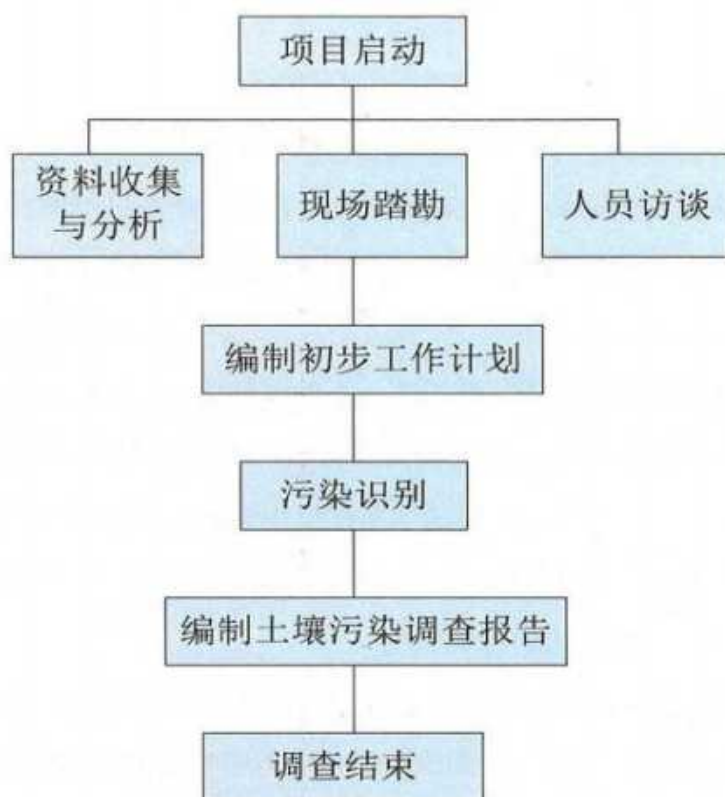 项目启动
资料收集
与分析
现场踏勘
人员访谈
编制初步工作计划
污染识别
编制土壤污染调查报告
调查结束